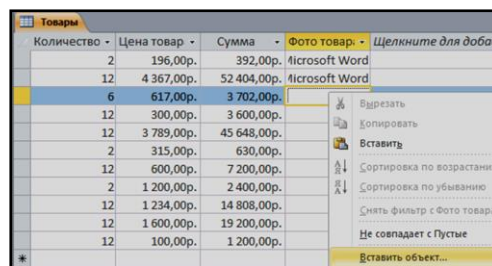 Товары
Количество Цена товар Сумма Фото товара Щелкните для доба
2 196,00р. 392,00р. Microsoft Word
12 4 367,00р. 52 404,00р. Microsoft Word
6 617,00р. 3 702,00р.
12 300,00р. 3 600,00р.
12 3 789,00р. 45 648,00р.
2 315,00р. 630,00р.
12 600,00р. 7 200,00р.
2 1 200,00р. 2 400,00р.
12 1 234,00р. 14 808,00р.
12 1 600,00р. 19 200,00р.
12 100,00р. 1 200,00р.
Вырезать
Копировать
Вставить
Сортировка по возрастани
Сортировка по убыванию
Снять фильтр с Фото товар
Не совпадает с Пустые
Вставить объект...